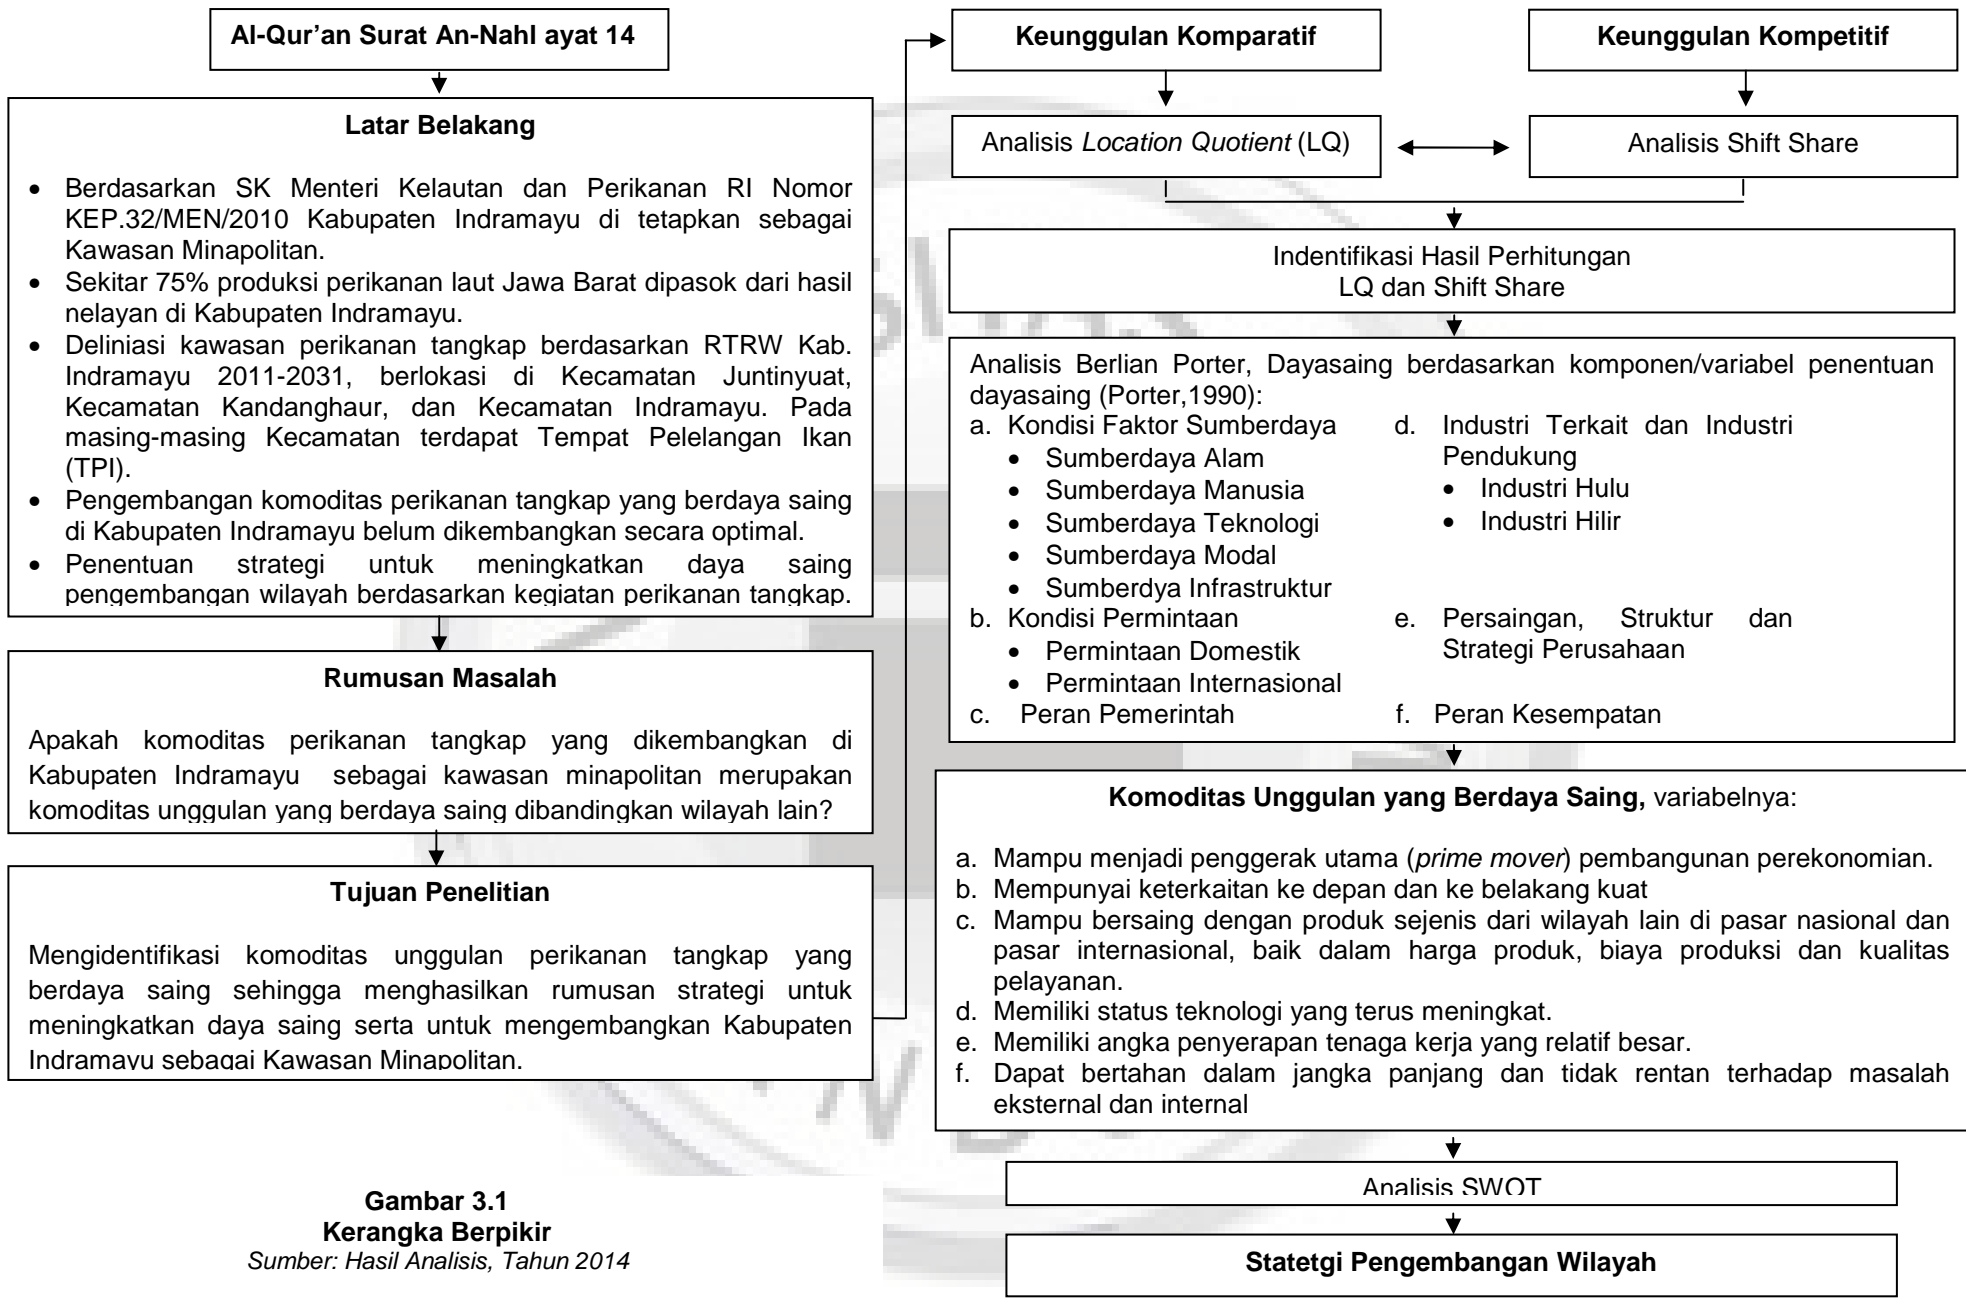 Al-Qur’an Surat An-Nahl ayat 14
Latar Belakang
• Berdasarkan SK Menteri Kelautan dan Perikanan RI Nomor
KEP.32/MEN/2010 Kabupaten Indramayu di tetapkan sebagai
Kawasan Minapolitan.
• Sekitar 75% produksi perikanan laut Jawa Barat dipasok dari hasil
nelayan di Kabupaten Indramayu.
• Deliniasi kawasan perikanan tangkap berdasarkan RTRW Kab.
Indramayu 2011-2031, berlokasi di Kecamatan Juntinyuat,
Kecamatan Kandanghaur, dan Kecamatan Indramayu. Pada
masing-masing Kecamatan terdapat Tempat Pelelangan Ikan
(TPI).
• Pengembangan komoditas perikanan tangkap yang berdaya saing
di Kabupaten Indramayu belum dikembangkan secara optimal.
• Penentuan strategi untuk meningkatkan daya saing
pengembangan wilayah berdasarkan kegiatan perikanan tangkap.
Rumusan Masalah
Apakah komoditas perikanan tangkap yang dikembangkan di
Kabupaten Indramayu sebagai kawasan minapolitan merupakan
komoditas unggulan yang berdaya saing dibandingkan wilayah lain?
Tujuan Penelitian
Mengidentifikasi komoditas unggulan perikanan tangkap yang
berdaya saing sehingga menghasilkan rumusan strategi untuk
meningkatkan daya saing serta untuk mengembangkan Kabupaten
Indramayu sebagai Kawasan Minapolitan.
Gambar 3.1
Kerangka Berpikir
Sumber: Hasil Analisis, Tahun 2014
Keunggulan Komparatif
Keunggulan Kompetitif
Analisis Location Quotient (LQ)
Analisis Shift Share
Indentifikasi Hasil Perhitungan
LQ dan Shift Share
Analisis Berlian Porter, Dayasaing berdasarkan komponen/variabel penentuan
dayasaing (Porter,1990):
a. Kondisi Faktor Sumberdaya
• Sumberdaya Alam
• Sumberdaya Manusia
• Sumberdaya Teknologi
• Sumberdaya Modal
• Sumberdya Infrastruktur
b. Kondisi Permintaan
• Permintaan Domestik
• Permintaan Internasional
c. Peran Pemerintah
d. Industri Terkait dan Industri
Pendukung
• Industri Hulu
• Industri Hilir
e. Persaingan, Struktur dan
Strategi Perusahaan
f. Peran Kesempatan
Komoditas Unggulan yang Berdaya Saing, variabelnya:
a. Mampu menjadi penggerak utama (prime mover) pembangunan perekonomian.
b. Mempunyai keterkaitan ke depan dan ke belakang kuat
c. Mampu bersaing dengan produk sejenis dari wilayah lain di pasar nasional dan
pasar internasional, baik dalam harga produk, biaya produksi dan kualitas
pelayanan.
d. Memiliki status teknologi yang terus meningkat.
e. Memiliki angka penyerapan tenaga kerja yang relatif besar.
f. Dapat bertahan dalam jangka panjang dan tidak rentan terhadap masalah
eksternal dan internal
Analisis SWOT
Statetgi Pengembangan Wilayah